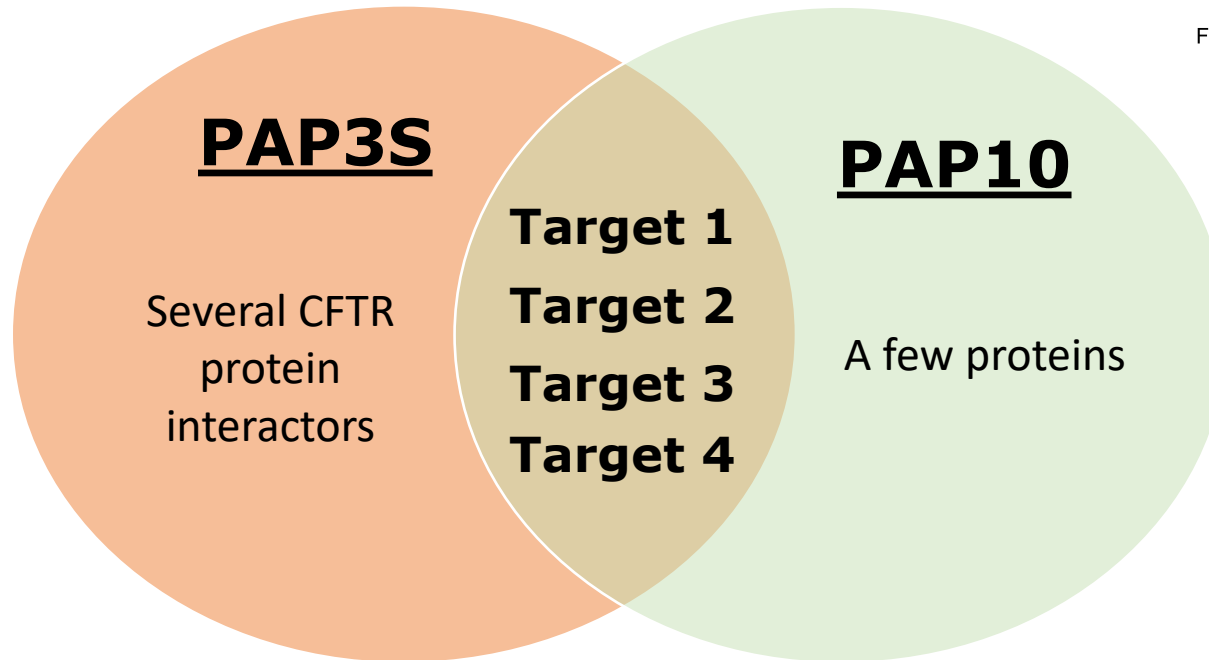 F
PAP3S
PAP10
Target 1
Target 2
Target 3
Target 4
Several CFTR
protein
interactors
A few proteins